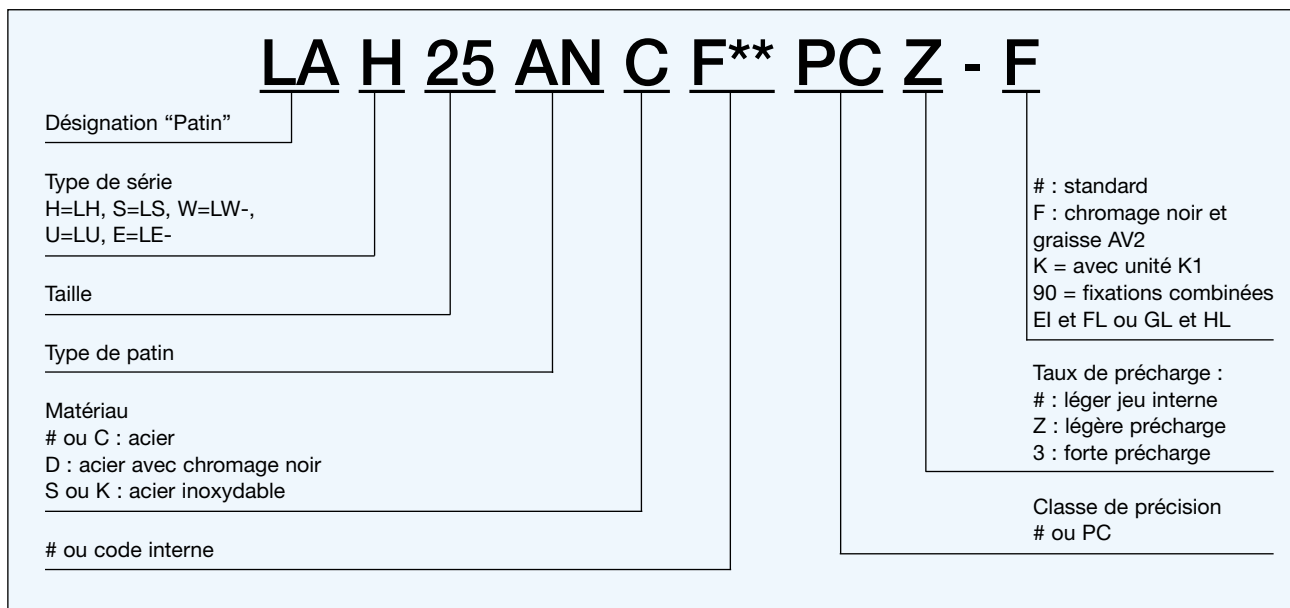 LA H 25 AN C F** PC Z - F
Désignation “Patin”
Type de série
H=LH, S=LS, W=LW-,
U=LU, E=LE-
Taille
Type de patin
Matériau
# ou C : acier
D : acier avec chromage noir
S ou K : acier inoxydable
# ou code interne
# : standard
F : chromage noir et
graisse AV2
K = avec unité K1
90 = fixations combinées
EI et FL ou GL et HL
Taux de précharge :
# : léger jeu interne
Z : légère précharge
3 : forte précharge
Classe de précision
# ou PC